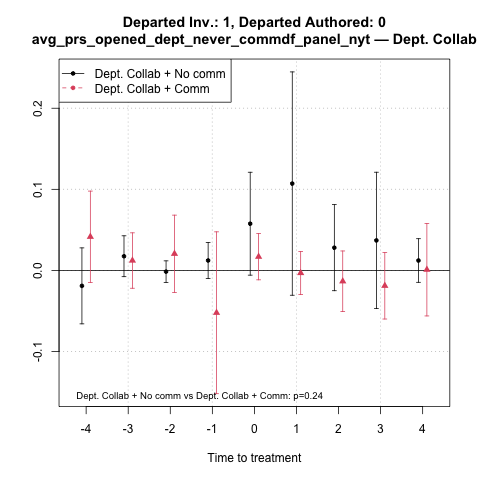 Departed Inv.: 1, Departed Authored: 0
avg_prs_opened_dept_never_commdf_panel_nyt — Dept. Collab
Dept. Collab + No comm
Dept. Collab + Comm
0.2
0.1
0.0
-0.1
Dept. Collab + No comm vs Dept. Collab + Comm: p=0.24
-4 -3 -2 -1 0 1 2 3 4
Time to treatment